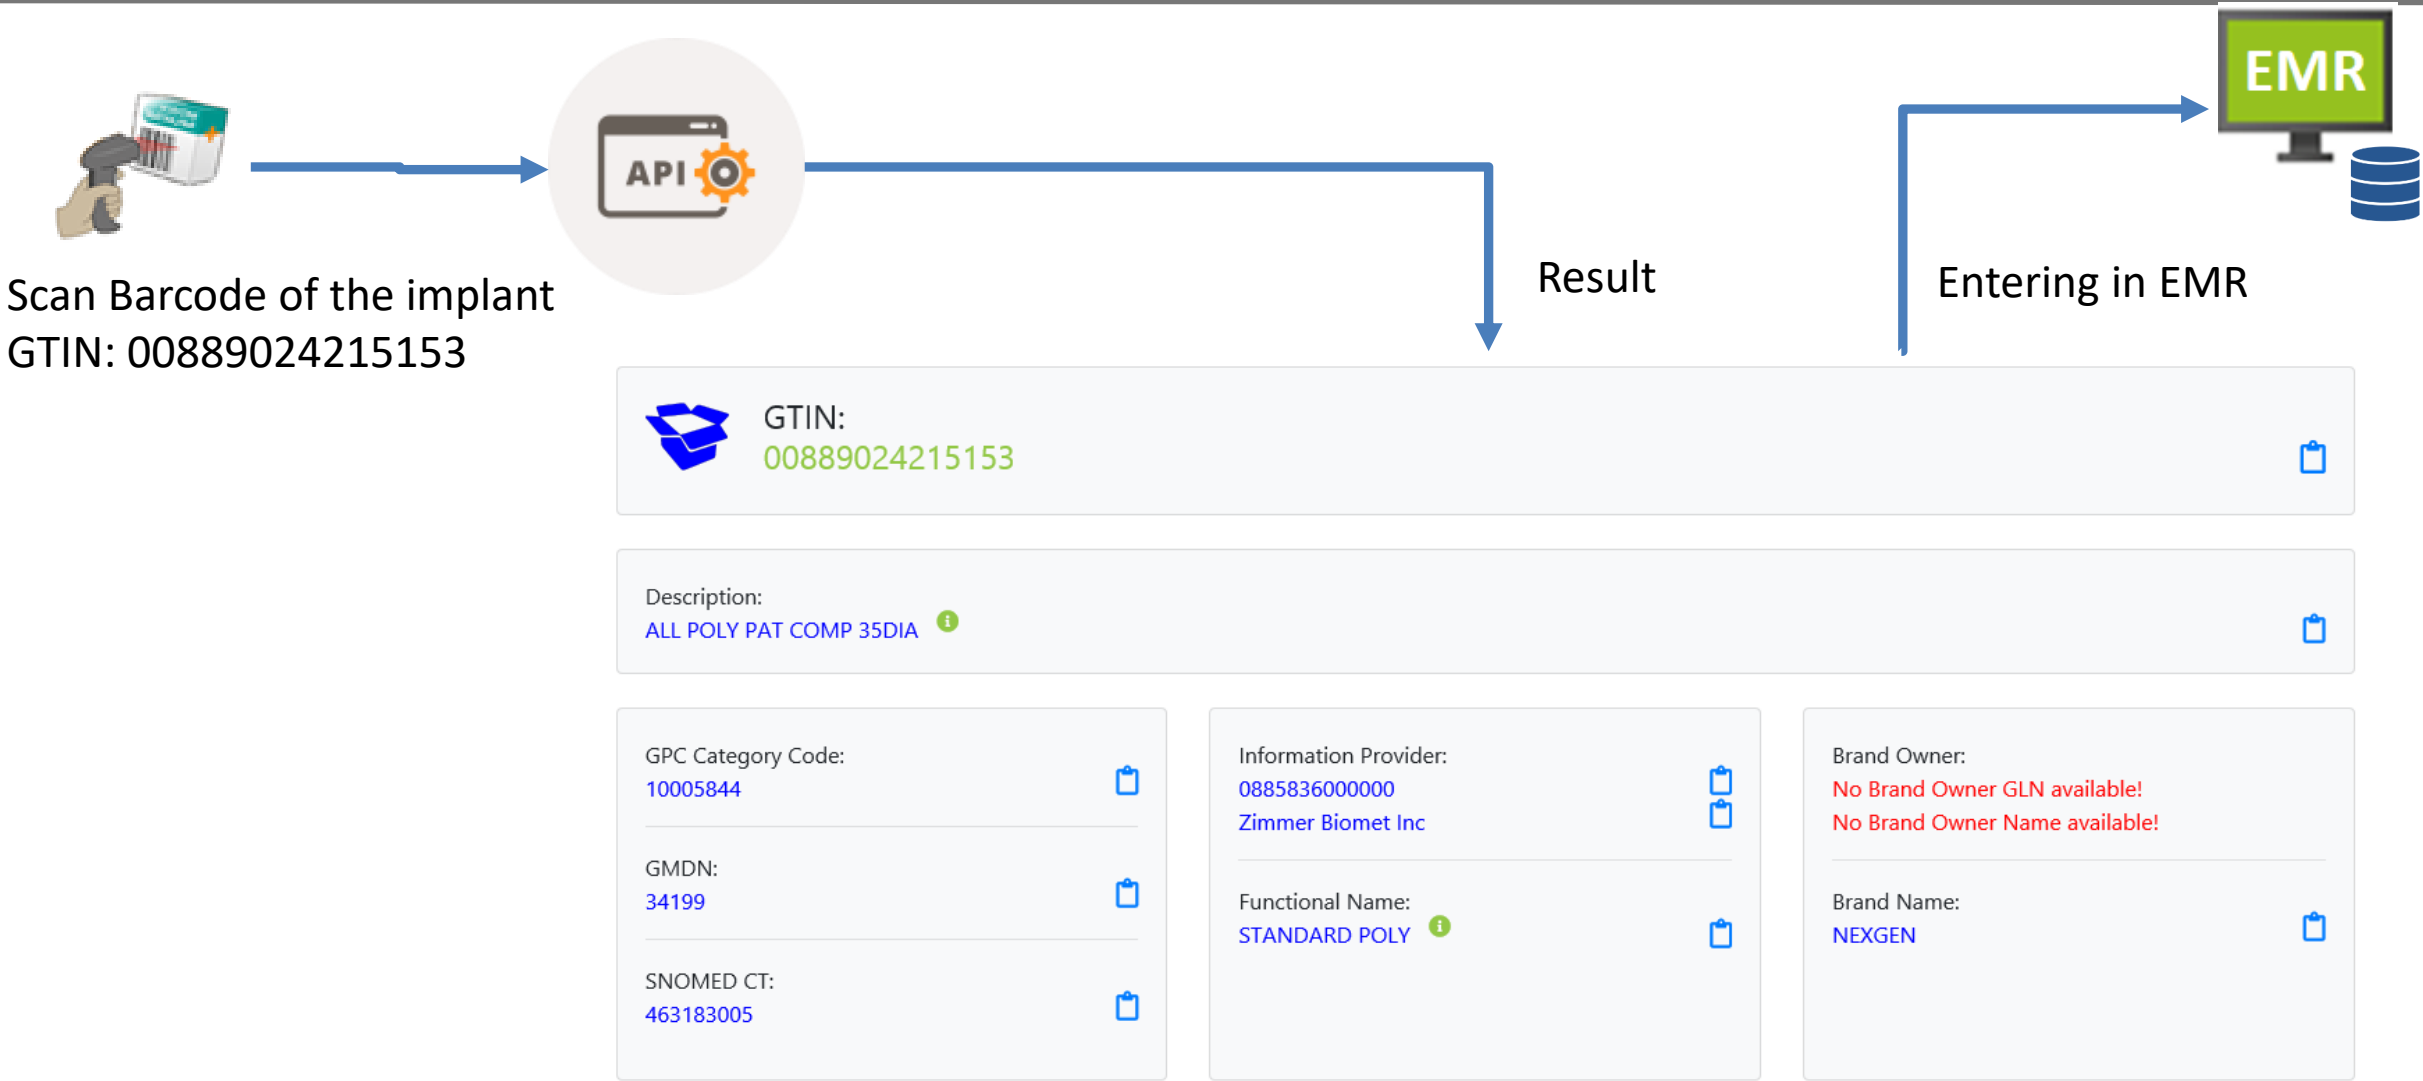 EMR
API
Scan Barcode of the implant
GTIN: 00889024215153
Result
Entering in EMR
GTIN:
00889024215153
Description:
ALL POLY PAT COMP 35DIA
GPC Category Code:
10005844
GMDN:
34199
SNOMED CT:
463183005
Information Provider:
0885836000000
Zimmer Biomet Inc
Functional Name:
STANDARD POLY
Brand Owner:
No Brand Owner GLN available!
No Brand Owner Name available!
Brand Name:
NEXGEN